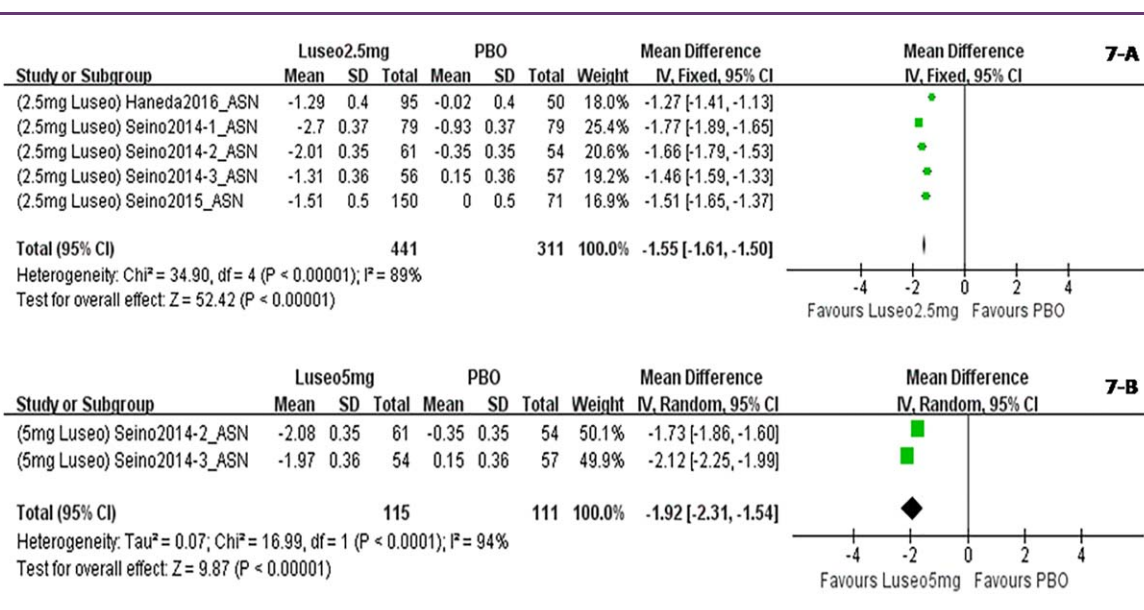 Luseo2.5mg PBO Mean Difference Mean Difference 7-A
Study or Subgroup Mean SD Total Mean SD Total Weight IV, Fixed, 95% CI IV, Fixed, 95% CI
(2.5mg Luseo) Haneda2016_ASN -1.29 0.4 95 -0.02 0.4 50 18.0% -1.27 [-1.41, -1.13]
(2.5mg Luseo) Seino2014-1_ASN -2.7 0.37 79 -0.93 0.37 79 25.4% -1.77 [-1.89, -1.65]
(2.5mg Luseo) Seino2014-2_ASN -2.01 0.35 61 -0.35 0.35 54 20.6% -1.66 [-1.79, -1.53]
(2.5mg Luseo) Seino2014-3_ASN -1.31 0.36 56 0.15 0.36 57 19.2% -1.46 [-1.59, -1.33]
(2.5mg Luseo) Seino2015_ASN -1.51 0.5 150 0 0.5 71 16.9% -1.51 [-1.65, -1.37]
Total (95% CI) 441 311 100.0% -1.55 [-1.61, -1.50]
Heterogeneity: Chi² = 34.90, df = 4 (P < 0.00001); I² = 89%
Test for overall effect: Z = 52.42 (P < 0.00001)
-4 -2 0 2 4
Favours Luseo2.5mg Favours PBO
Luseo5mg PBO Mean Difference Mean Difference 7-B
Study or Subgroup Mean SD Total Mean SD Total Weight IV, Random, 95% CI IV, Random, 95% CI
(5mg Luseo) Seino2014-2_ASN -2.08 0.35 61 -0.35 0.35 54 50.1% -1.73 [-1.86, -1.60]
(5mg Luseo) Seino2014-3_ASN -1.97 0.36 54 0.15 0.36 57 49.9% -2.12 [-2.25, -1.99]
Total (95% CI) 115 111 100.0% -1.92 [-2.31, -1.54]
Heterogeneity: Tau² = 0.07; Chi² = 16.99, df = 1 (P < 0.0001); I² = 94%
Test for overall effect: Z = 9.87 (P < 0.00001)
-4 -2 0 2 4
Favours Luseo5mg Favours PBO